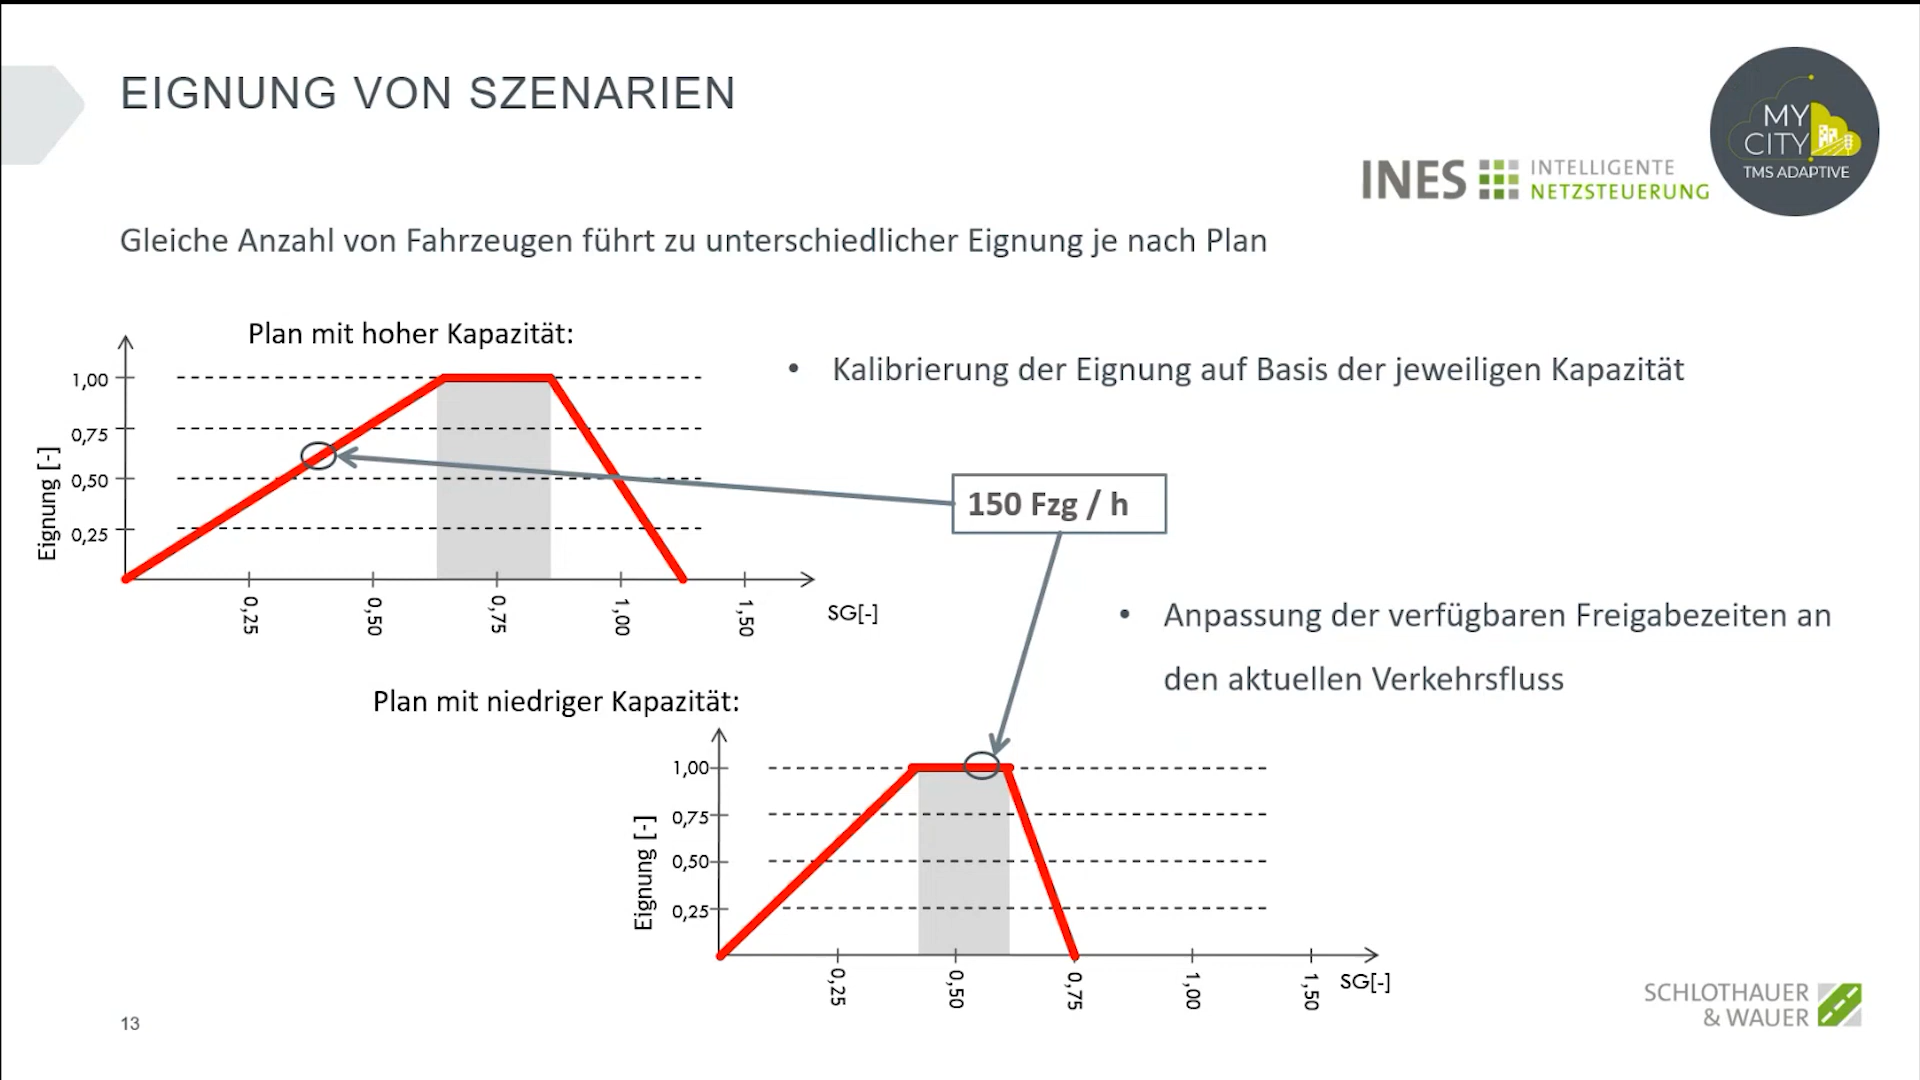 EIGNUNG VON SZENARIEN
MY
CITY
TMS ADAPTIVE
INES
INTELLIGENTE
NETZSTEUERUNG
Gleiche Anzahl von Fahrzeugen führt zu unterschiedlicher Eignung je nach Plan
Plan mit hoher Kapazität:
1,00
0,75
0,50
0,25
Eignung [-]
0,25
0,50
0,75
1,00
1,50
SG[-]
• Kalibrierung der Eignung auf Basis der jeweiligen Kapazität
150 Fzg / h
• Anpassung der verfügbaren Freigabezeiten an
den aktuellen Verkehrsfluss
Plan mit niedriger Kapazität:
1,00
0,75
0,50
0,25
Eignung [-]
0,25
0,50
0,75
1,00
1,50
SG[-]
SCHLOTHAUER
& WAUER
13